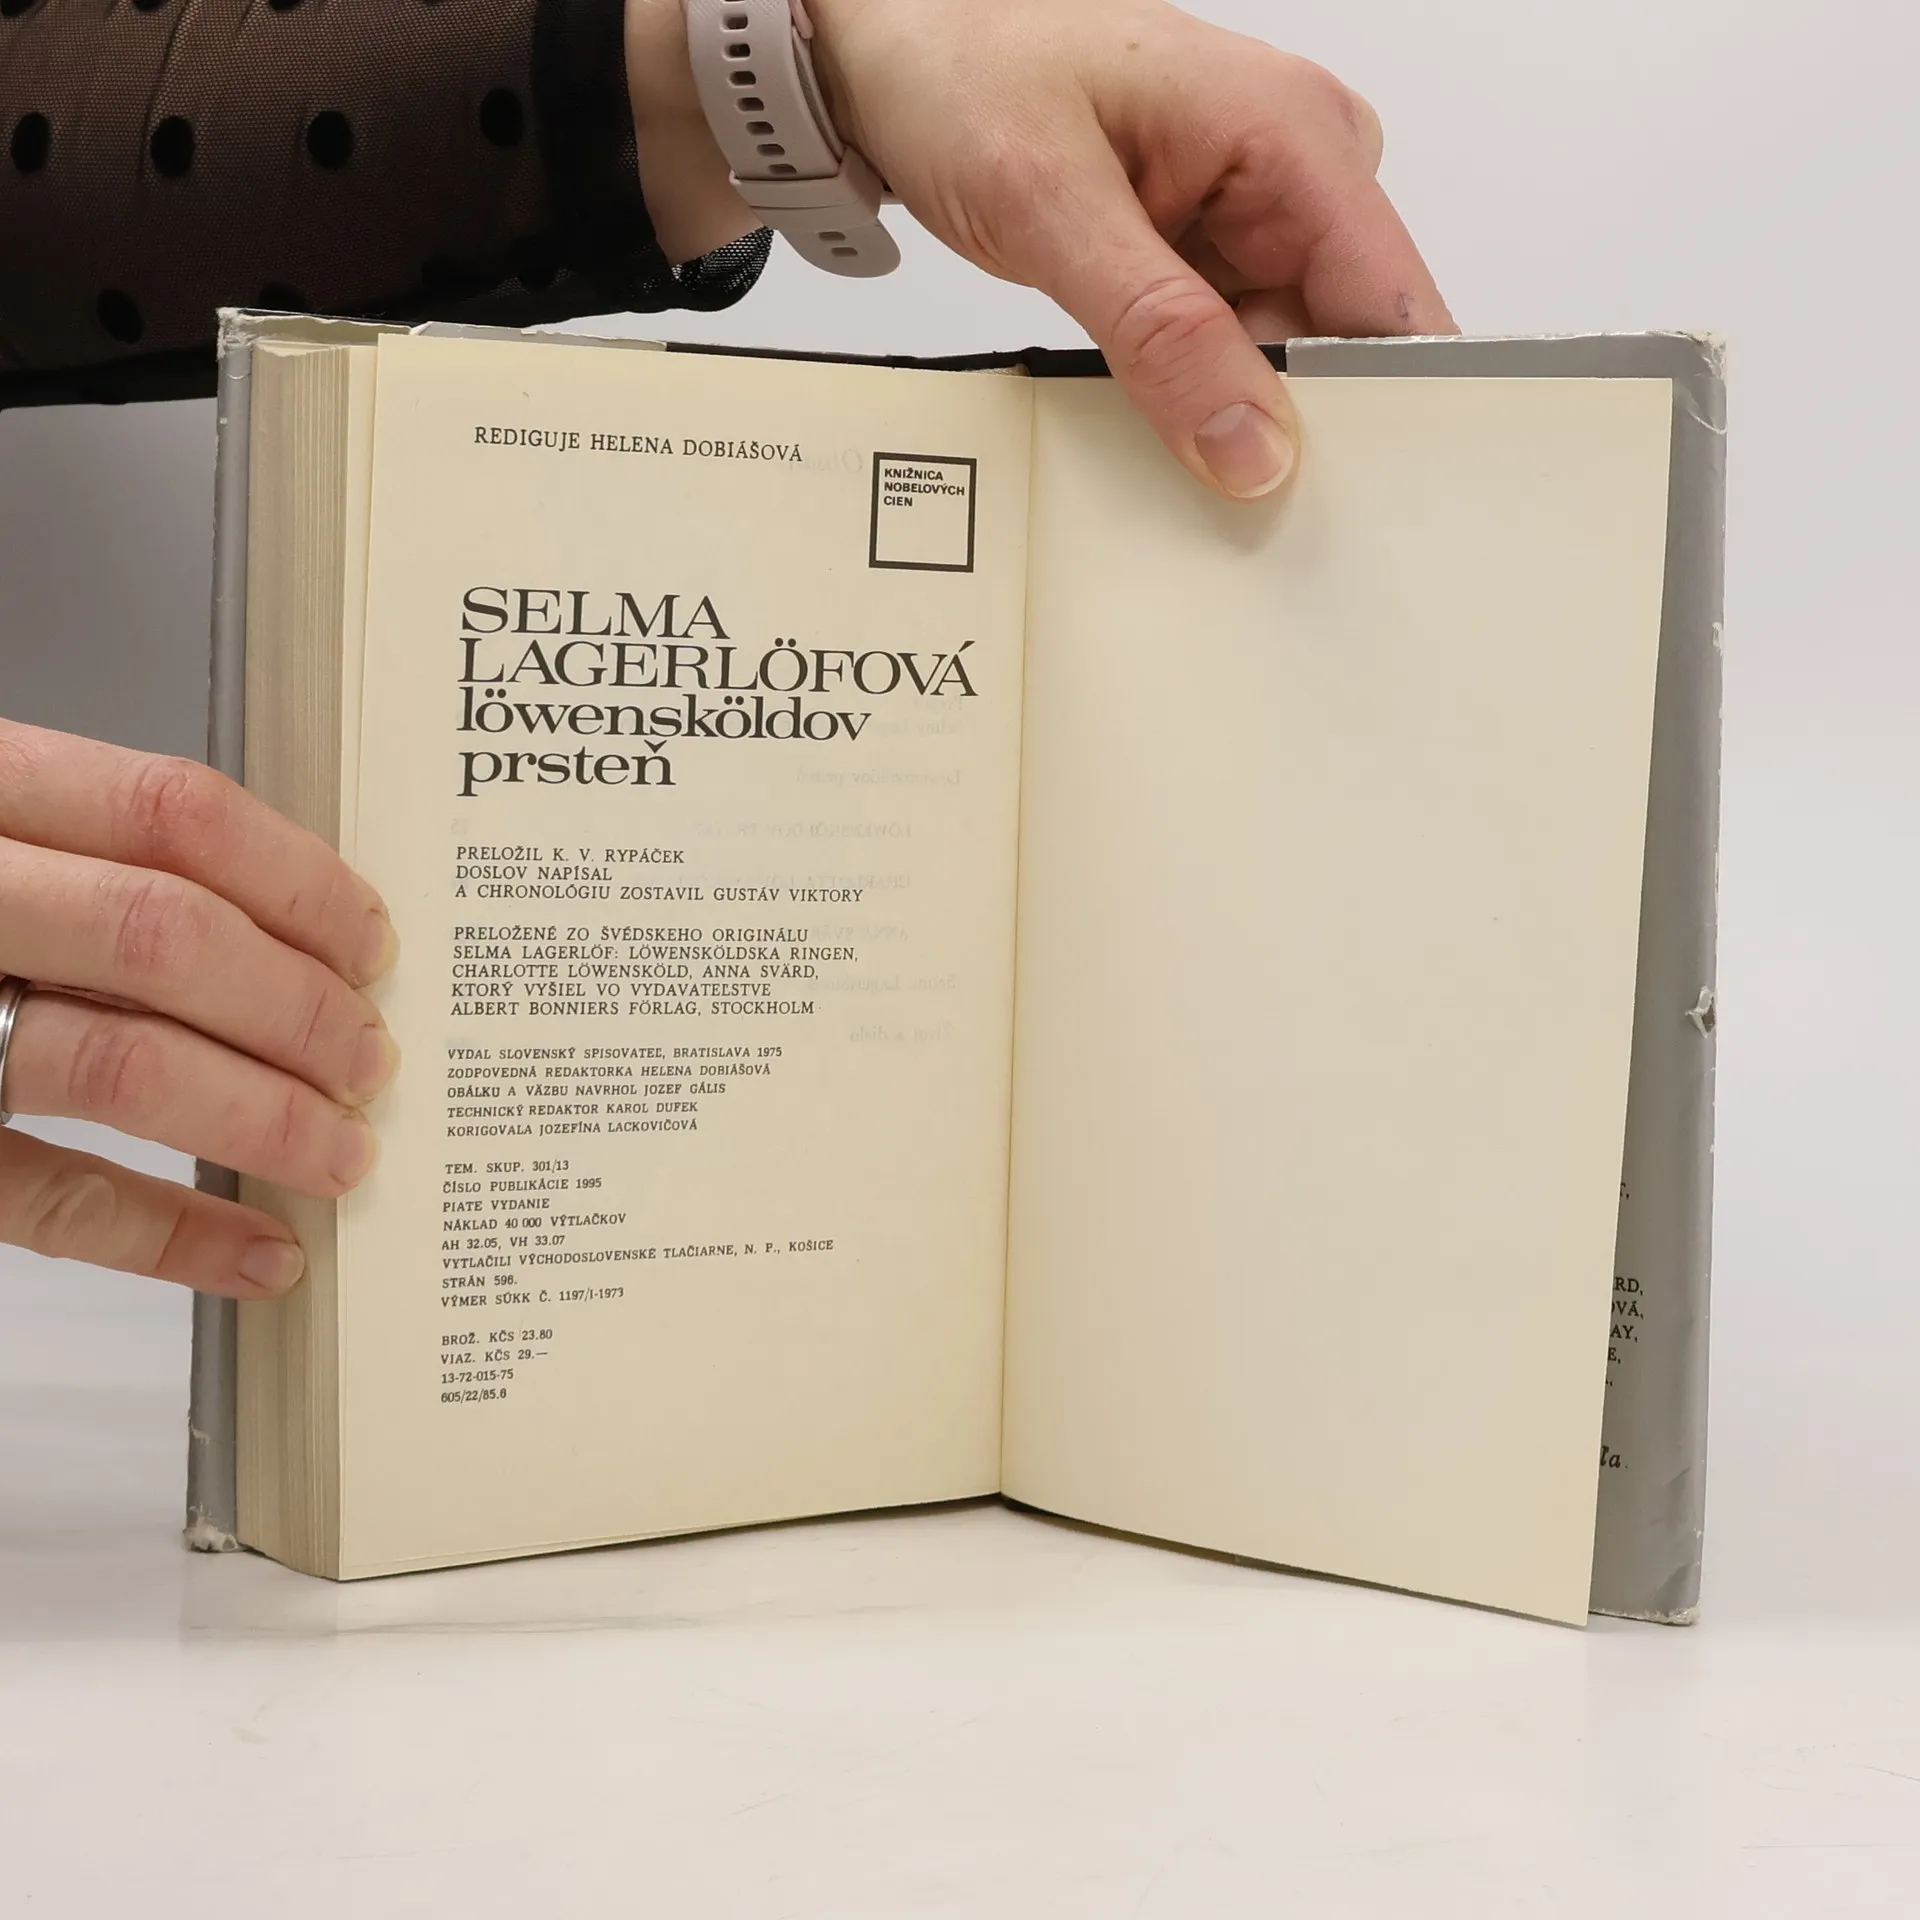 REDIGUJE HELENA DOBIÁŠOVÁ
KNIŽNICA
NOBELOVÝCH
CIEN
SELMA
LAGERLÖFOVÁ
löwensköldov
prsteň
PRELOŽIL K. V. RYPÁČEK
DOSLOV NAPÍSAL
A CHRONOLÓGIU ZOSTAVIL GUSTÁV VIKTORY
PRELOŽENÉ ZO ŠVÉDSKEHO ORIGINÁLU
SELMA LAGERLÖF: LÖWENSKÖLDSKA RINGEN,
CHARLOTTE LÖWENSKÖLD, ANNA SVÄRD,
KTORÝ VYŠIEL VO VYDAVATEĽSTVE
ALBERT BONNIERS FÖRLAG, STOCKHOLM
VYDAL SLOVENSKÝ SPISOVATEĽ, BRATISLAVA 1975
ZODPOVEDNÁ REDAKTORKA HELENA DOBIÁŠOVÁ
OBÁLKU A VÄZBU NAVRHOL JOZEF GÁLIS
TECHNICKÝ REDAKTOR KAROL DUFEK
KORIGOVALA JOZEFÍNA LACKOVIČOVÁ
TEM. SKUP. 301/13
ČÍSLO PUBLIKÁCIE 1995
PIATE VYDANIE
NÁKLAD 40 000 VÝTLAČKOV
AH 32.05, VH 33.07
VYTLAČILI VÝCHODOSLOVENSKÉ TLAČIARNE, N. P., KOŠICE
STRÁN 596.
VÝMER SÚKK Č. 1197/I-1973
BROŽ. KČS 23.80
VIAZ. KČS 29.—
13-72-015-75
605/22/85.6